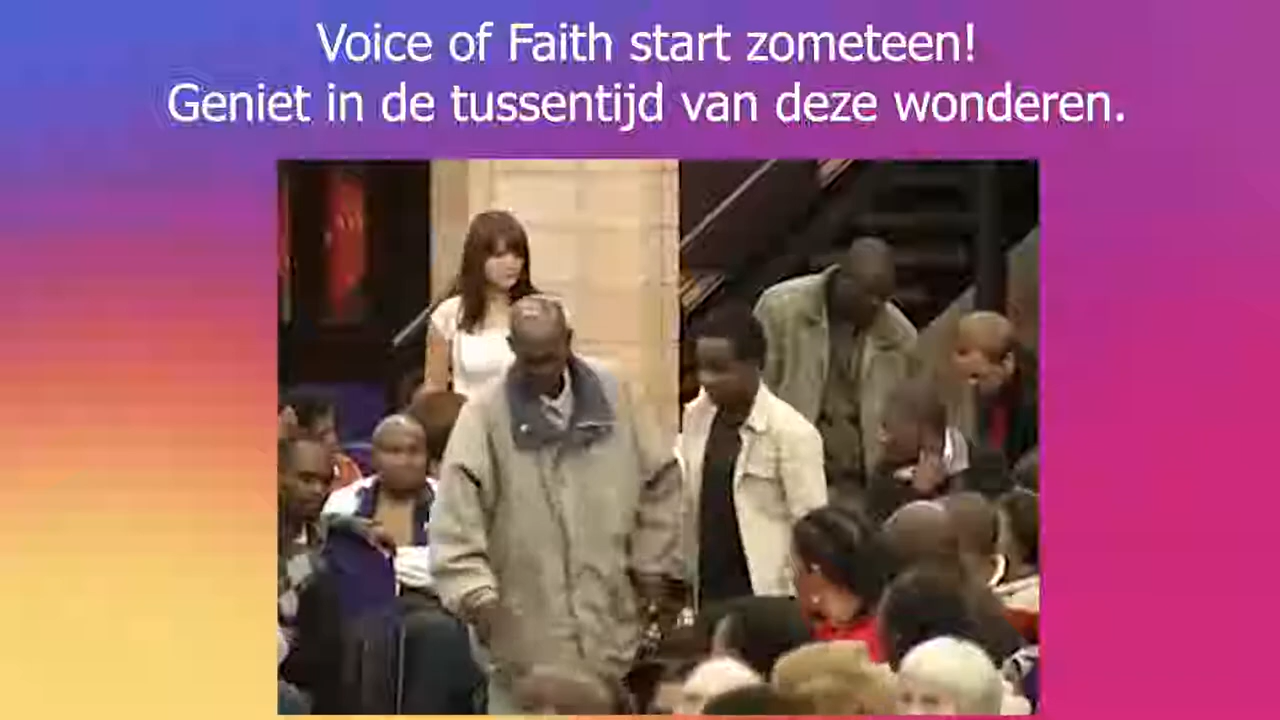 Voice of Faith start zometeen!
Geniet in de tussentijd van deze wonderen.